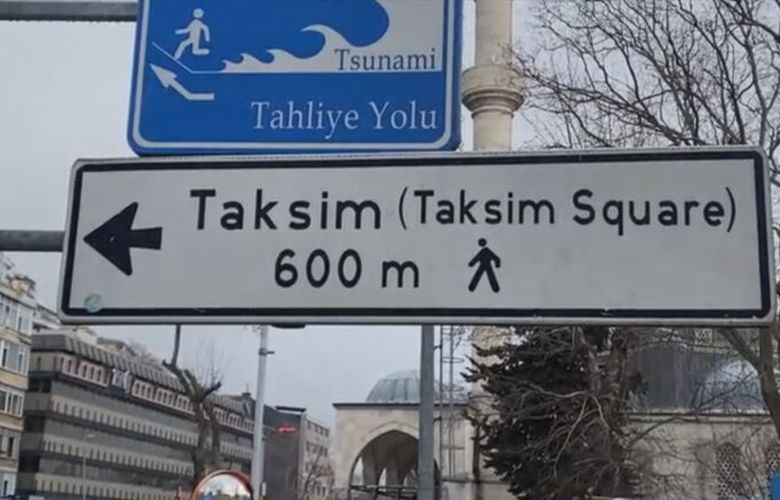 Tsunami
Tahliye Yolu
Taksim (Taksim Square)
600 m